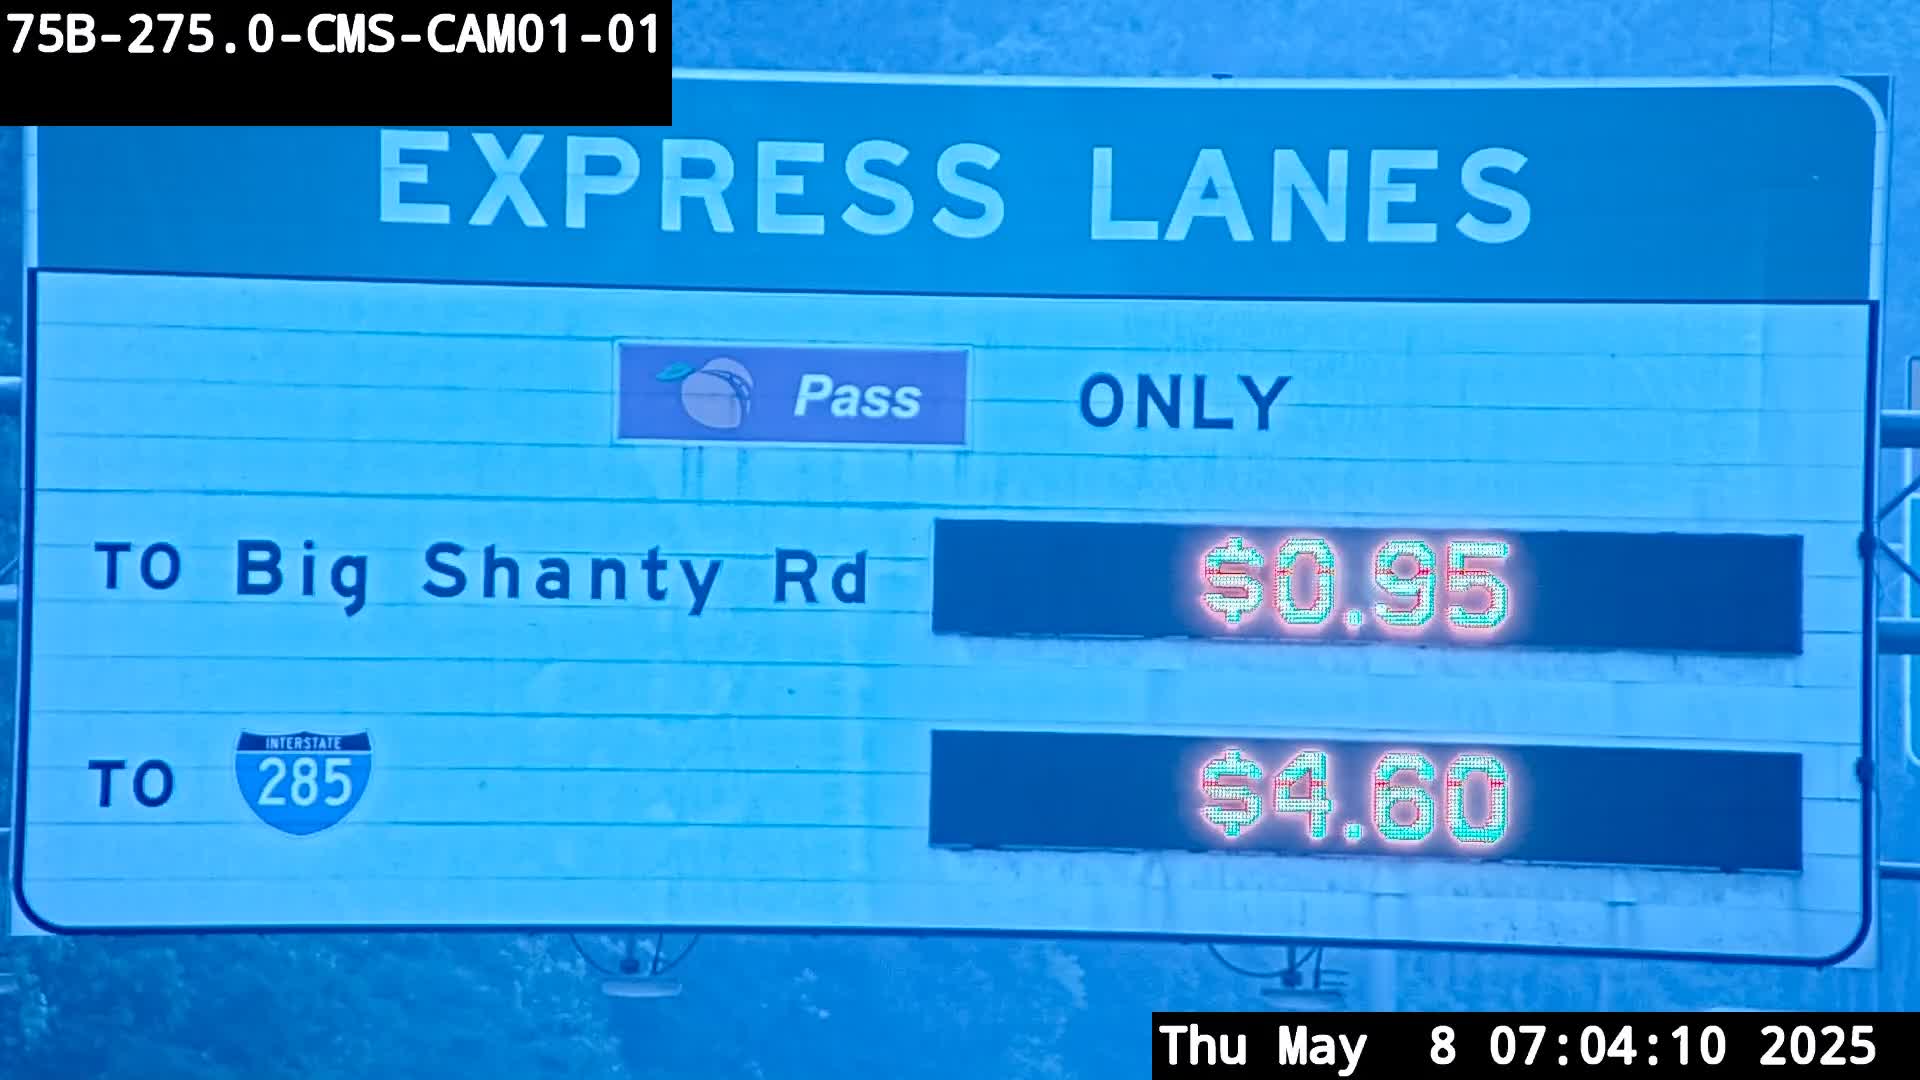 75B-275.0-CMS-CAM01-01
EXPRESS LANES
Pass ONLY
TO Big Shanty Rd $0.95
TO INTERSTATE 285 $4.60
Thu May 8 07:04:10 2025